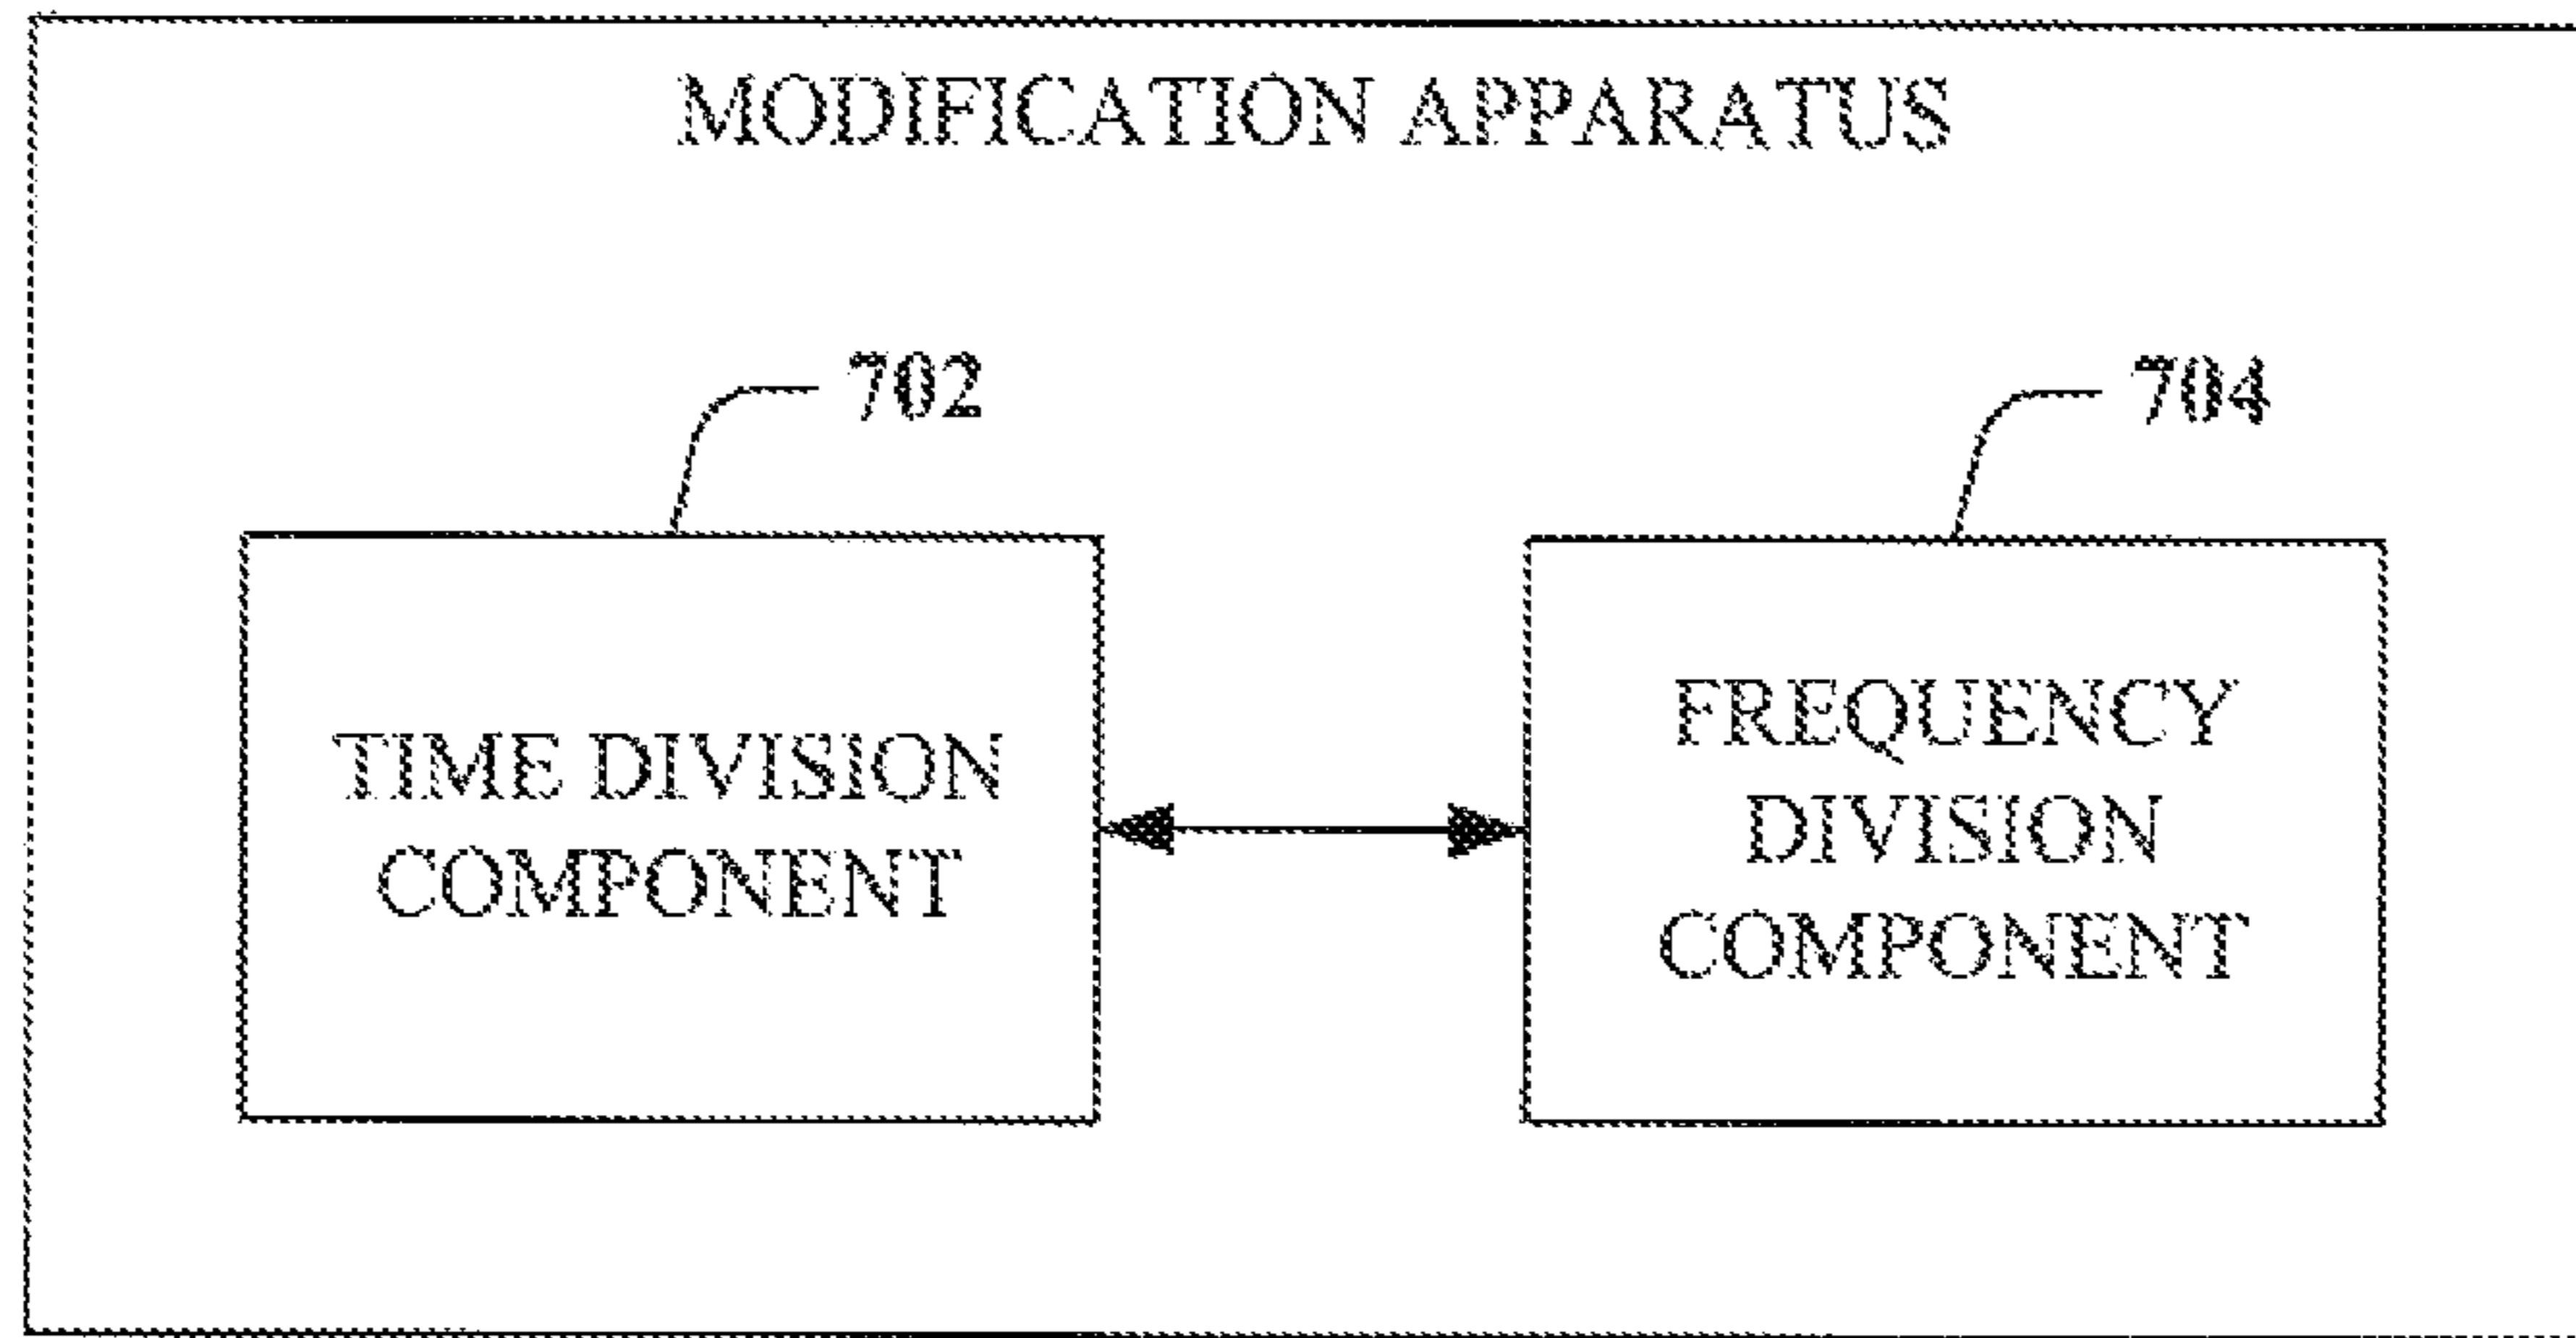 MODIFICATION APPARATUS
702
704
TIME DIVISION
COMPONENT
FREQUENCY
DIVISION
COMPONENT